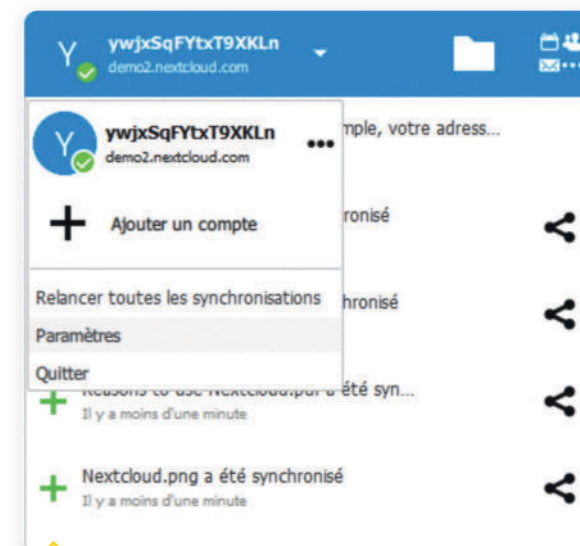 Y
ywjxSqFYtxT9XKLn
demo2.nextcloud.com
Y
ywjxSqFYtxT9XKLn
demo2.nextcloud.com
mple, votre adress...
Ajouter un compte
ronisé
Relancer toutes les synchronisations
hronisé
Paramètres
Quitter
Reasons to use Nextcloud.pdf a été syn...
Il y a moins d'une minute
Nextcloud.png a été synchronisé
Il y a moins d'une minute